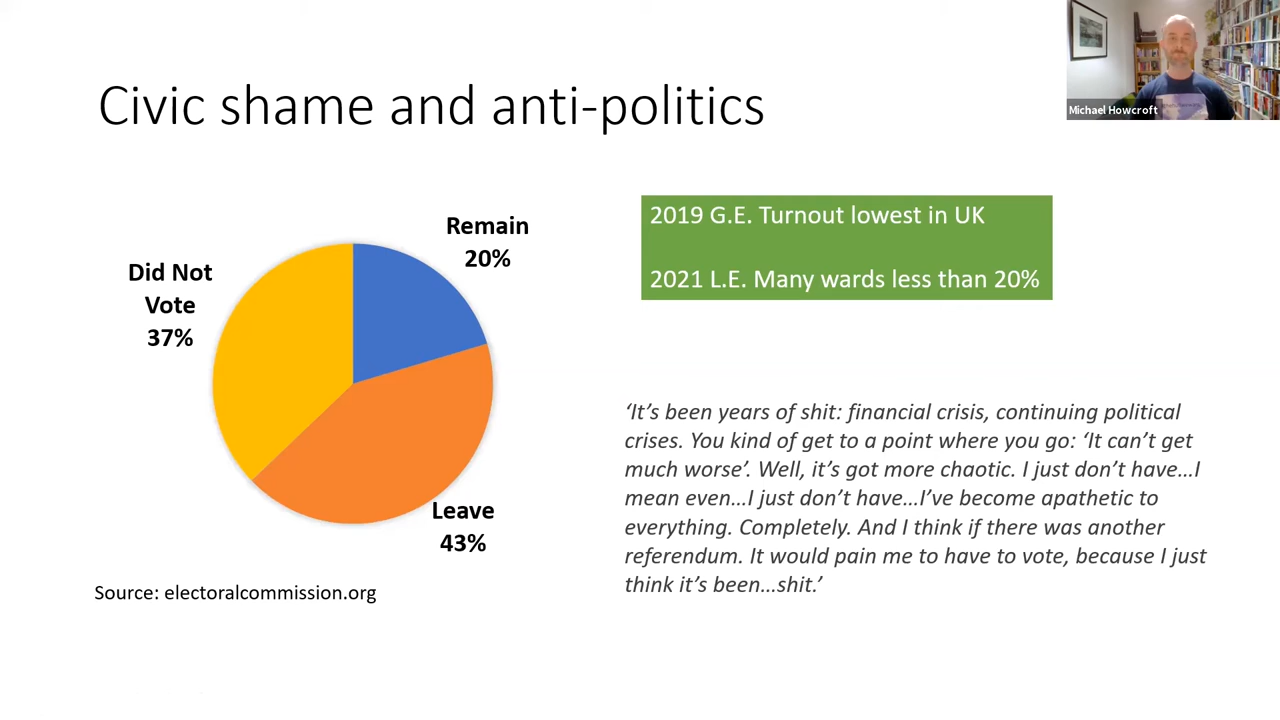 Michael Howcroft
Civic shame and anti-politics
Remain
20%
Did Not
Vote
37%
Leave
43%
Source: electoralcommission.org
2019 G.E. Turnout lowest in UK
2021 L.E. Many wards less than 20%
‘It’s been years of shit: financial crisis, continuing political
crises. You kind of get to a point where you go: ‘It can’t get
much worse’. Well, it’s got more chaotic. I just don’t have…I
mean even…I just don’t have…I’ve become apathetic to
everything. Completely. And I think if there was another
referendum. It would pain me to have to vote, because I just
think it’s been…shit.’